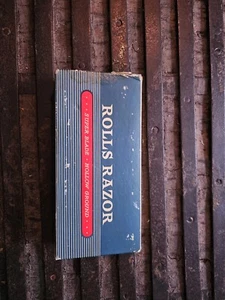 ROLLS RAZOR
SUPER BLADE · HOLLOW GROUND